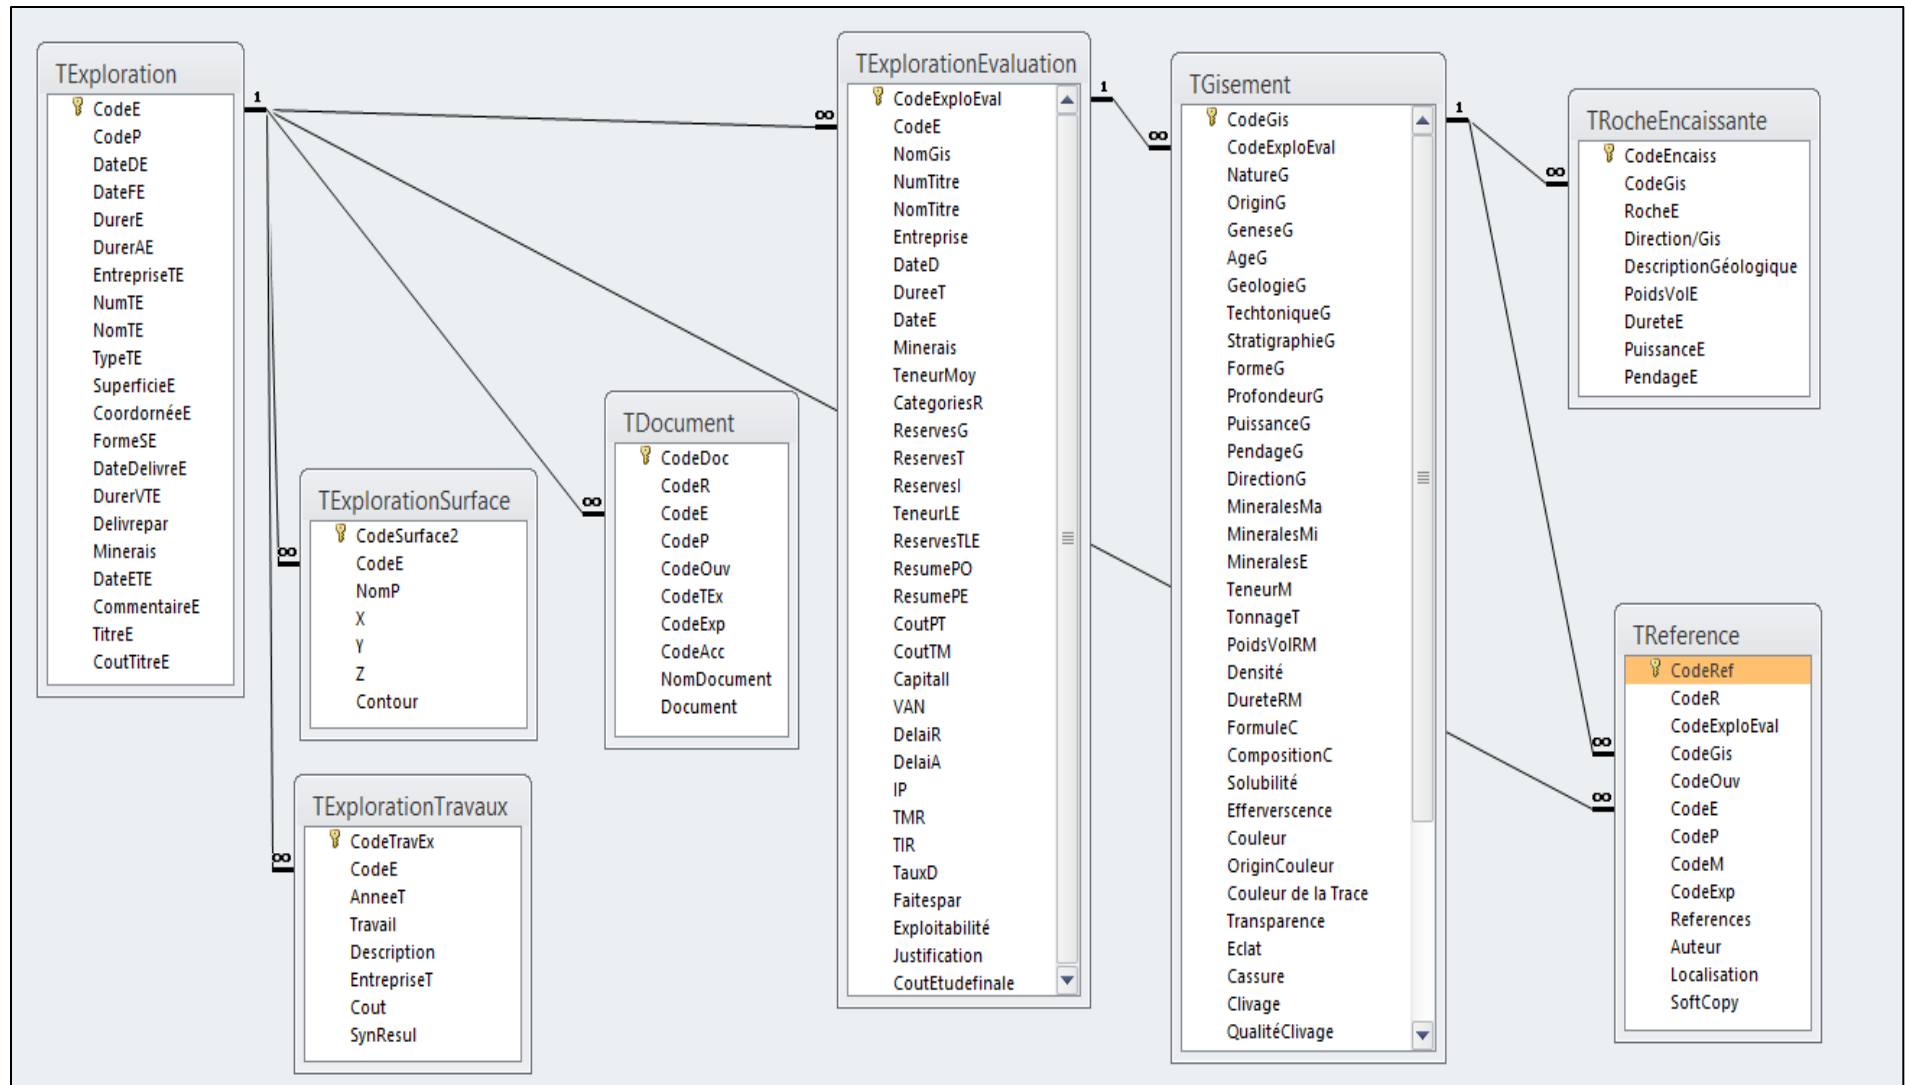 TExploration
CodeE
CodeP
DateDE
DateFE
DurerE
DurerAE
EntrepriseTE
NumTE
NomTE
TypeTE
SuperficieE
CoordornéeE
FormeSE
DateDelivreE
DurerVTE
Delivrepar
Minerais
DateETE
CommentaireE
TitreE
CoutTitreE
1
∞
∞
∞
∞
TExplorationSurface
CodeSurface2
CodeE
NomP
X
Y
Z
Contour
TExplorationTravaux
CodeTravEx
CodeE
AnneeT
Travail
Description
EntrepriseT
Cout
SynResul
TDocument
CodeDoc
CodeR
CodeE
CodeP
CodeOuv
CodeTEx
CodeExp
CodeAcc
NomDocument
Document
TExplorationEvaluation
CodeExploEval
CodeE
NomGis
NumTitre
NomTitre
Entreprise
DateD
DureeT
DateE
Minerais
TeneurMoy
CategoriesR
ReservesG
ReservesT
ReservesI
TeneurLE
ReservesTLE
ResumePO
ResumePE
CoutPT
CoutTM
CapitalI
VAN
DelaiR
DelaiA
IP
TMR
TIR
TauxD
Faitespar
Exploitabilité
Justification
CoutEtudefinale
1
∞
TGisement
CodeGis
CodeExploEval
NatureG
OriginG
GeneseG
AgeG
GeologieG
TechtoniqueG
StratigraphieG
FormeG
ProfondeurG
PuissanceG
PendageG
DirectionG
MineralesMa
MineralesMi
MineralesE
TeneurM
TonnageT
PoidsVolRM
Densité
DureteRM
FormuleC
CompositionC
Solubilité
Efferverscence
Couleur
OriginCouleur
Couleur de la Trace
Transparence
Eclat
Cassure
Clivage
QualitéClivage
1
∞
∞
∞
TRocheEncaissante
CodeEncaiss
CodeGis
RocheE
Direction/Gis
DescriptionGéologique
PoidsVolE
DureteE
PuissanceE
PendageE
TReference
CodeRef
CodeR
CodeExploEval
CodeGis
CodeOuv
CodeE
CodeP
CodeM
CodeExp
References
Auteur
Localisation
SoftCopy